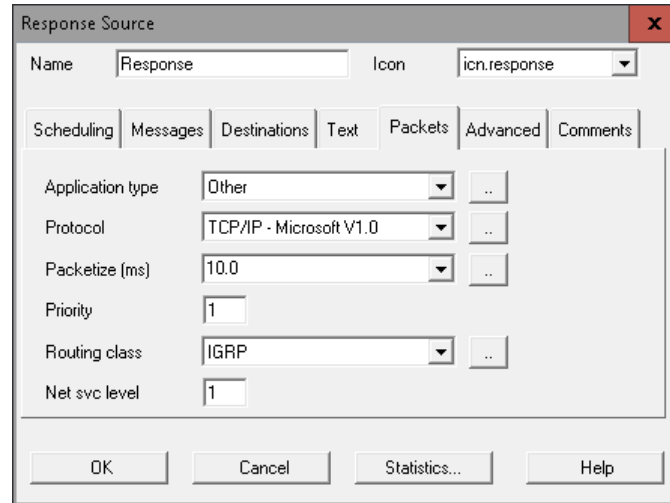 Response Source x
Name Response Icon icn.response
Scheduling Messages Destinations Text Packets Advanced Comments
Application type Other ..
Protocol TCP/IP - Microsoft V1.0 ..
Packetize (ms) 10.0 ..
Priority 1
Routing class IGRP ..
Net svc level 1
OK Cancel Statistics... Help